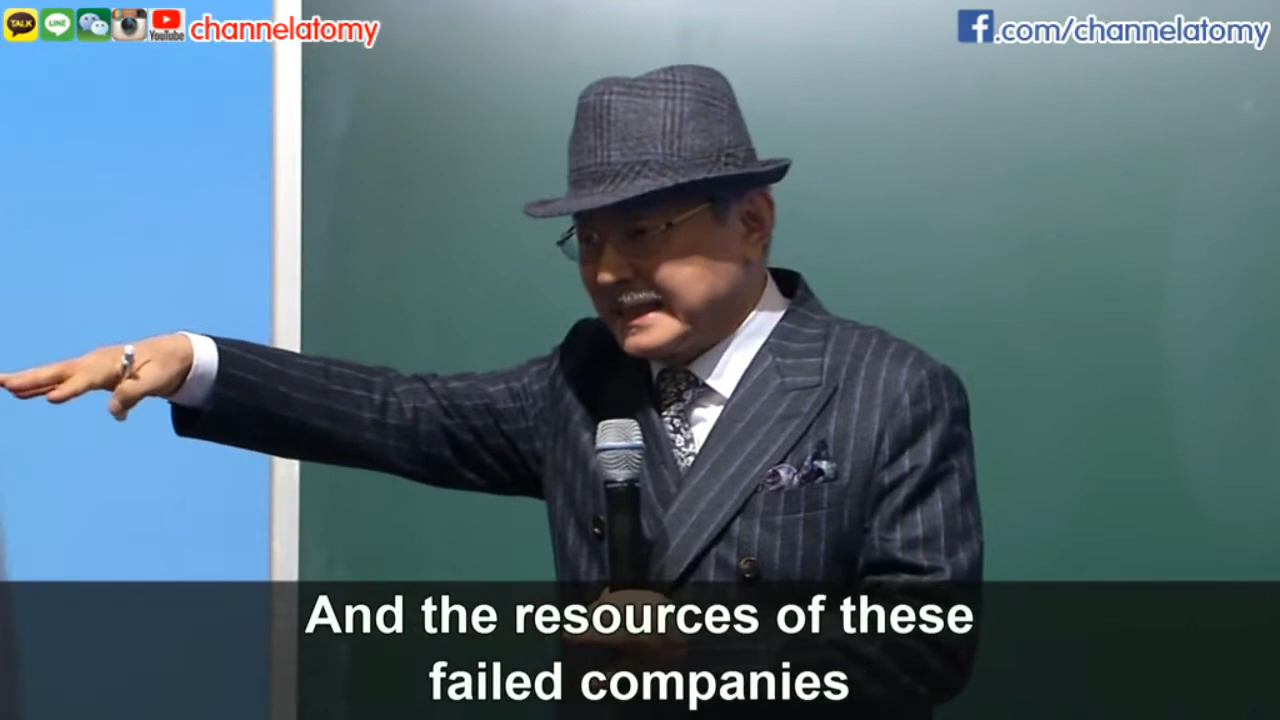 TALK
LINE
YouTube
channelatomy
f.com/channelatomy
And the resources of these
failed companies